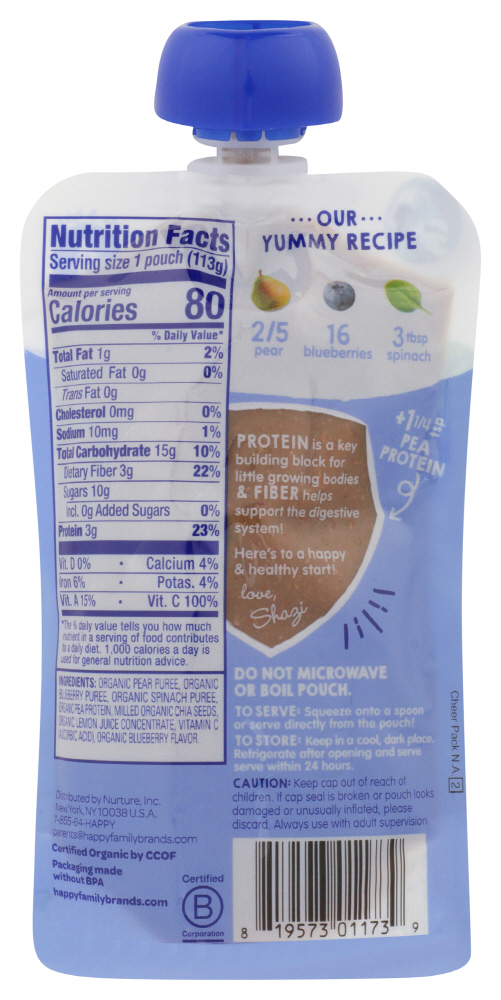 Nutrition Facts
Serving size 1 pouch (113g)
Amount per serving
Calories 80
% Daily Value*
Total Fat 1g 2%
Saturated Fat 0g 0%
Trans Fat 0g
Cholesterol 0mg 0%
Sodium 10mg 1%
Total Carbohydrate 15g 10%
Dietary Fiber 3g 22%
Sugars 10g
Incl. 0g Added Sugars 0%
Protein 3g 23%
Vit. D 0% • Calcium 4%
Iron 6% • Potas. 4%
Vit. A 15% • Vit. C 100%
*The % daily value tells you how much
nutrient in a serving of food contributes
to a daily diet. 1,000 calories a day is
used for general nutrition advice.
INGREDIENTS: ORGANIC PEAR PUREE, ORGANIC
BLUEBERRY PUREE, ORGANIC SPINACH PUREE,
ORGANIC PEA PROTEIN, MILLED ORGANIC CHIA SEEDS,
ORGANIC LEMON JUICE CONCENTRATE, VITAMIN C
(ASCORBIC ACID), ORGANIC BLUEBERRY FLAVOR.
Distributed by Nurture, Inc.
New York, NY 10038 U.S.A.
1-855-64-HAPPY
parents@happyfamilybrands.com
Certified Organic by CCOF
Packaging made
without BPA
happyfamilybrands.com
Certified
B
Corporation
...OUR...
YUMMY RECIPE
2/5
pear
16
blueberries
3 tbsp
spinach
PEA
PROTEIN
PROTEIN is a key
building block for
little growing bodies
& FIBER helps
support the digestive
system!
Here's to a happy
& healthy start!
love,
Shazi
DO NOT MICROWAVE
OR BOIL POUCH.
TO SERVE: Squeeze onto a spoon
or serve directly from the pouch!
TO STORE: Keep in a cool, dark place.
Refrigerate after opening and serve
serve within 24 hours.
CAUTION: Keep cap out of reach of
children. If cap seal is broken or pouch looks
damaged or unusually inflated, please
discard. Always use with adult supervision.
Cheer Pack N.A. 2
8 19573 01173 9